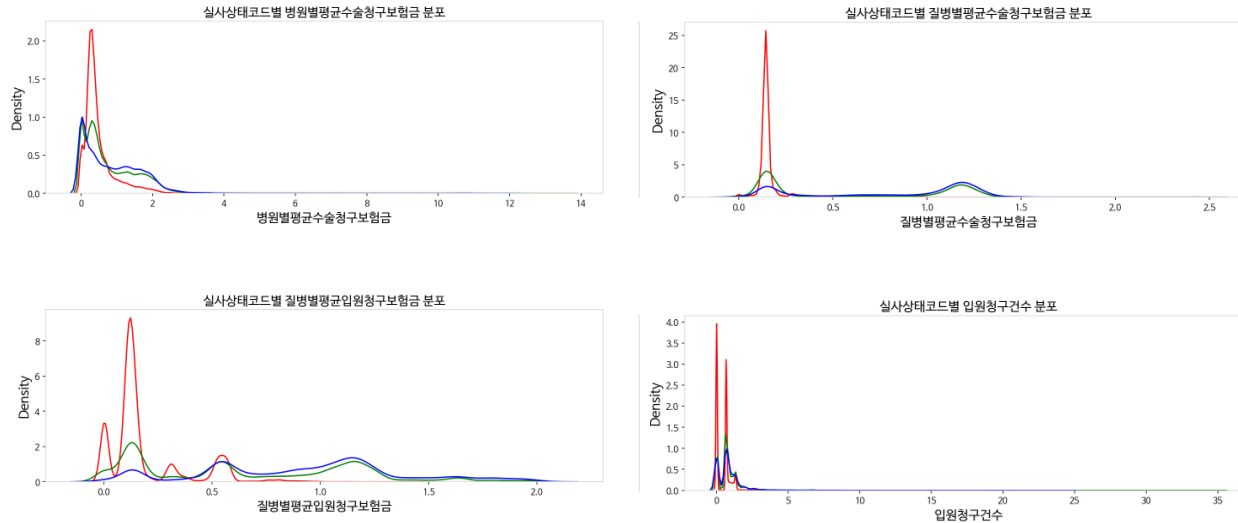 실사상태코드별 병원별평균수술청구보험금 분포
Density
2.0
1.5
1.0
0.5
0.0
0 2 4 6 8 10 12 14
병원별평균수술청구보험금
실사상태코드별 질병별평균수술청구보험금 분포
Density
25
20
15
10
5
0
0.0 0.5 1.0 1.5 2.0 2.5
질병별평균수술청구보험금
실사상태코드별 질병별평균입원청구보험금 분포
Density
8
6
4
2
0
0.0 0.5 1.0 1.5 2.0
질병별평균입원청구보험금
실사상태코드별 입원청구건수 분포
Density
4.0
3.5
3.0
2.5
2.0
1.5
1.0
0.5
0.0
0 5 10 15 20 25 30 35
입원청구건수